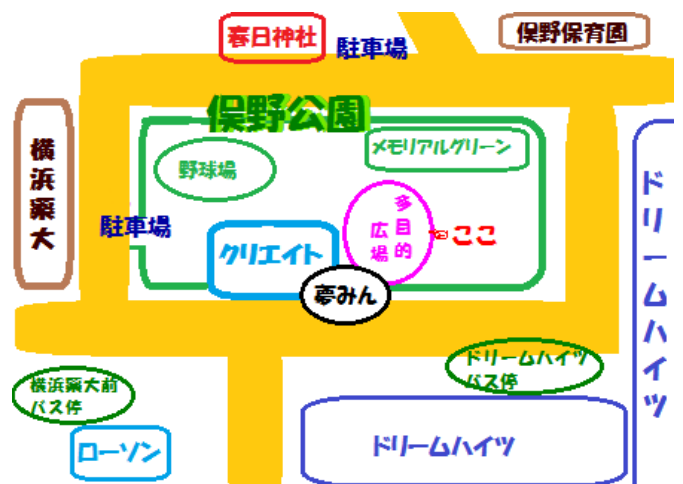 春日神社
駐車場
俣野保育園
俣野公園
横浜薬大
野球場
メモリアルグリーン
ドリームハイツ
多目的
広場
☜ここ
駐車場
クリエイト
夢みん
ドリームハイツ
バス停
横浜薬大前
バス停
ローソン
ドリームハイツ